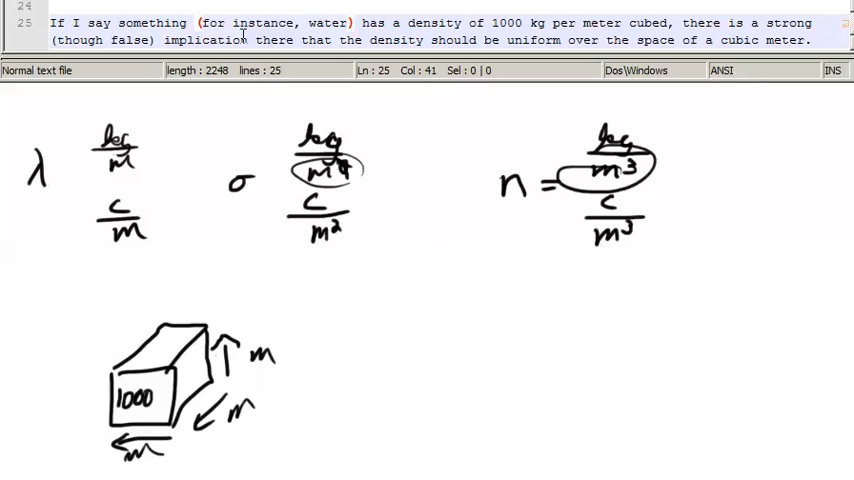 24
25 If I say something (for instance, water) has a density of 1000 kg per meter cubed, there is a strong
(though false) implication there that the density should be uniform over the space of a cubic meter.
Normal text file length : 2248 lines : 25 Ln : 25 Col : 41 Sel : 0 | 0 Dos\Windows ANSI INS
λ kg/m σ kg/m² n = kg/m³
C/m C/m² C/m³
1000
m
m
m